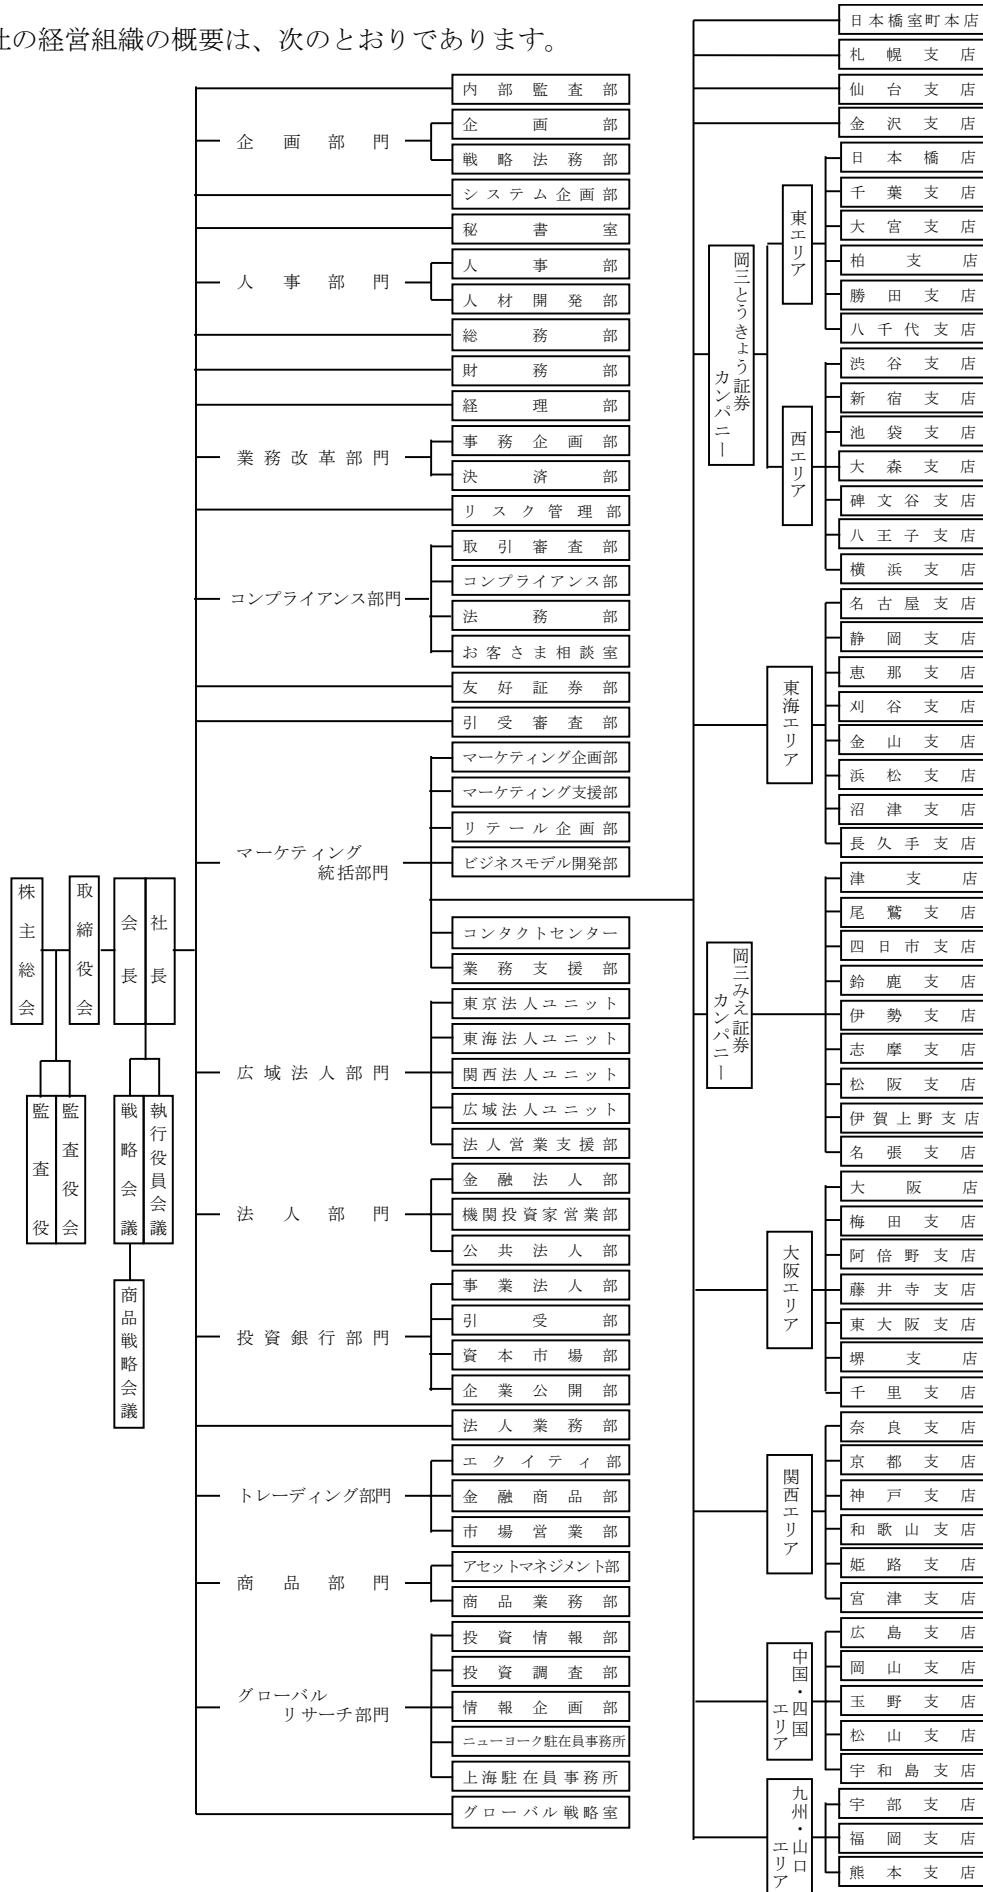 社の経営組織の概要は、次のとおりであります。
株主総会
取締役会
会長
社長
監査役
監査役会
戦略会議
執行役員会議
商品戦略会議
内部監査部
企画部門
企画部
戦略法務部
システム企画部
秘書室
人事部門
人事部
人材開発部
総務部
財務部
経理部
業務改革部門
事務企画部
決済部
リスク管理部
コンプライアンス部門
取引審査部
コンプライアンス部
法務部
お客さま相談室
友好証券部
引受審査部
マーケティング
統括部門
マーケティング企画部
マーケティング支援部
リテール企画部
ビジネスモデル開発部
コンタクトセンター
業務支援部
広域法人部門
東京法人ユニット
東海法人ユニット
関西法人ユニット
広域法人ユニット
法人営業支援部
法人部門
金融法人部
機関投資家営業部
公共法人部
投資銀行部門
事業法人部
引受部
資本市場部
企業公開部
法人業務部
トレーディング部門
エクイティ部
金融商品部
市場営業部
商品部門
アセットマネジメント部
商品業務部
グローバル
リサーチ部門
投資情報部
投資調査部
情報企画部
ニューヨーク駐在員事務所
上海駐在員事務所
グローバル戦略室
日本橋室町本店
札幌支店
仙台支店
金沢支店
岡三とうきょう証券
カンパニー
東エリア
日本橋店
千葉支店
大宮支店
柏支店
勝田支店
八千代支店
西エリア
渋谷支店
新宿支店
池袋支店
大森支店
碑文谷支店
八王子支店
横浜支店
東海エリア
名古屋支店
静岡支店
恵那支店
刈谷支店
金山支店
浜松支店
沼津支店
長久手支店
岡三みえ証券
カンパニー
津支店
尾鷲支店
四日市支店
鈴鹿支店
伊勢支店
志摩支店
松阪支店
伊賀上野支店
名張支店
大阪エリア
大阪店
梅田支店
阿倍野支店
藤井寺支店
東大阪支店
堺支店
千里支店
関西エリア
奈良支店
京都支店
神戸支店
和歌山支店
姫路支店
宮津支店
中国・四国
エリア
広島支店
岡山支店
玉野支店
松山支店
宇和島支店
九州・山口
エリア
宇部支店
福岡支店
熊本支店